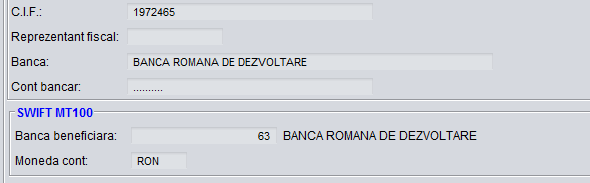 C.I.F.: 1972465
Reprezentant fiscal:
Banca: BANCA ROMANA DE DEZVOLTARE
Cont bancar: ..........
SWIFT MT100
Banca beneficiara: 63 BANCA ROMANA DE DEZVOLTARE
Moneda cont: RON